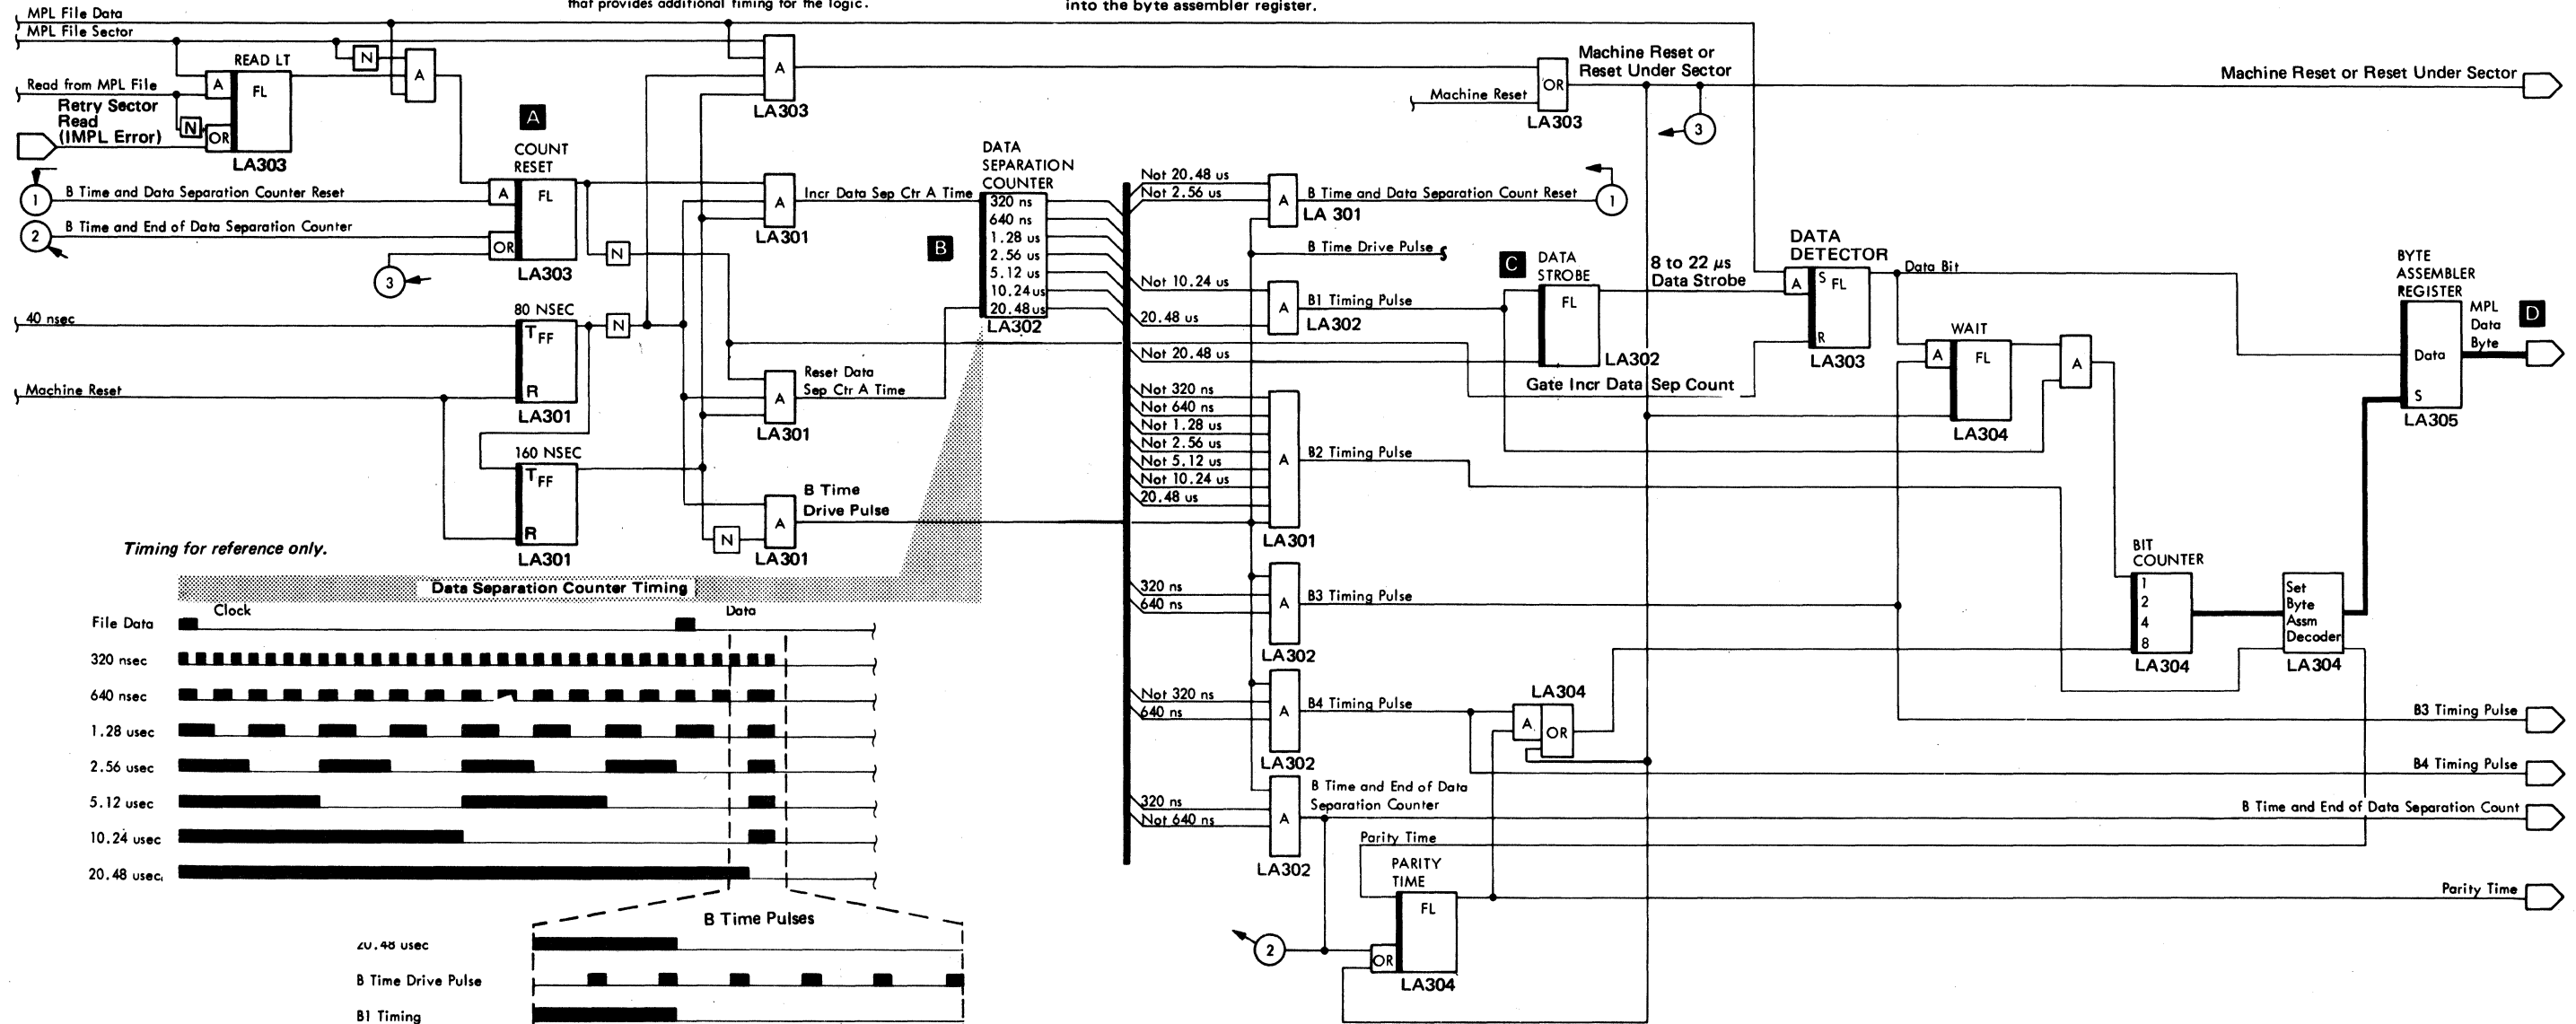 that provides additional timing for the logic.
into the byte assembler register.
MPL File Data
MPL File Sector
Read from MPL File
Retry Sector
Read
(IMPL Error)
N
OR
A
READ LT
FL
LA303
N
A
A
COUNT
RESET
A
FL
OR
LA303
1
B Time and Data Separation Counter Reset
2
B Time and End of Data Separation Counter
3
40 nsec
80 NSEC
T FF
R
LA301
N
Machine Reset
160 NSEC
T FF
R
LA301
N
A
LA303
A
LA301
Incr Data Sep Ctr A Time
A
LA301
Reset Data
Sep Ctr A Time
N
A
LA301
B Time
Drive Pulse
B
DATA
SEPARATION
COUNTER
320 ns
640 ns
1.28 us
2.56 us
5.12 us
10.24 us
20.48 us
LA302
Not 20.48 us
Not 2.56 us
A
LA 301
B Time and Data Separation Count Reset
1
B Time Drive Pulse
Not 10.24 us
20.48 us
A
LA302
B1 Timing Pulse
Not 20.48 us
Not 320 ns
Not 640 ns
Not 1.28 us
Not 2.56 us
Not 5.12 us
Not 10.24 us
20.48 us
A
LA301
B2 Timing Pulse
320 ns
640 ns
A
LA302
B3 Timing Pulse
Not 320 ns
640 ns
A
LA302
B4 Timing Pulse
320 ns
Not 640 ns
A
LA302
B Time and End of Data
Separation Counter
Machine Reset
OR
LA303
Machine Reset or
Reset Under Sector
3
Machine Reset or Reset Under Sector
C
DATA
STROBE
FL
LA302
8 to 22 μs
Data Strobe
Gate Incr Data Sep Count
DATA
DETECTOR
A
S FL
R
LA303
Data Bit
WAIT
A
FL
LA304
A
BYTE
ASSEMBLER
REGISTER
Data
S
LA305
MPL
Data
Byte
D
BIT
COUNTER
1
2
4
8
LA304
Set
Byte
Assm
Decoder
LA304
LA304
A
OR
B3 Timing Pulse
B4 Timing Pulse
B Time and End of Data Separation Count
Parity Time
Parity Time
PARITY
TIME
FL
OR
LA304
2
Timing for reference only.
Data Separation Counter Timing
Clock
Data
File Data
320 nsec
640 nsec
1.28 usec
2.56 usec
5.12 usec
10.24 usec
20.48 usec
B Time Pulses
20.48 usec
B Time Drive Pulse
B1 Timing